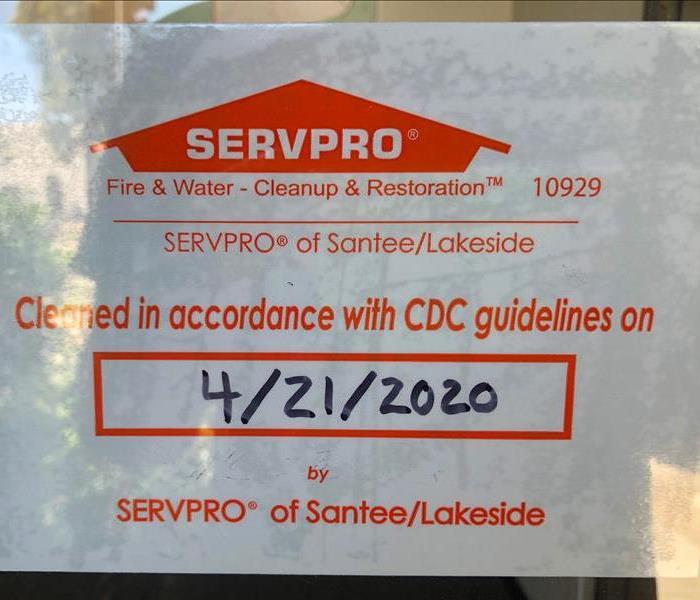 SERVPRO®
Fire & Water - Cleanup & Restoration™ 10929
SERVPRO® of Santee/Lakeside
Cleaned in accordance with CDC guidelines on
4/21/2020
by
SERVPRO® of Santee/Lakeside